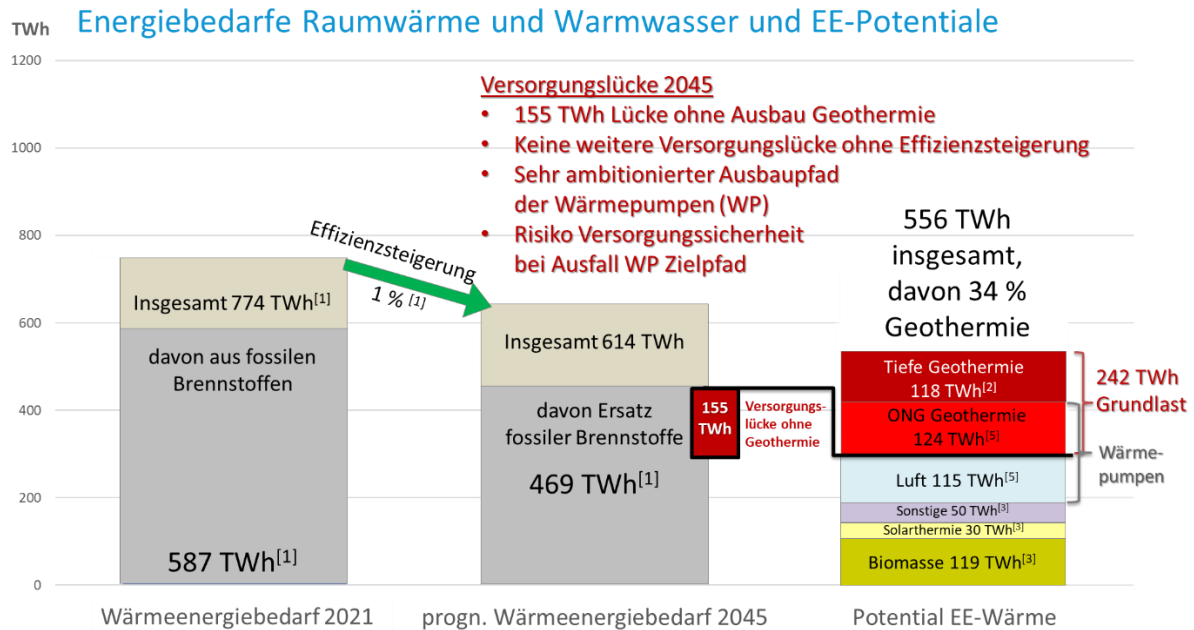 Energiebedarfe Raumwärme und Warmwasser und EE-Potentiale
TWh
1200
1000
800
600
400
200
0
Versorgungslücke 2045
• 155 TWh Lücke ohne Ausbau Geothermie
• Keine weitere Versorgungslücke ohne Effizienzsteigerung
• Sehr ambitionierter Ausbaupfad
der Wärmepumpen (WP)
• Risiko Versorgungssicherheit
bei Ausfall WP Zielpfad
Effizienzsteigerung
1 % [1]
Insgesamt 774 TWh[1]
davon aus fossilen
Brennstoffen
587 TWh[1]
Insgesamt 614 TWh
davon Ersatz
fossiler Brennstoffe
469 TWh[1]
155
TWh
Versorgungs-
lücke ohne
Geothermie
556 TWh
insgesamt,
davon 34 %
Geothermie
Tiefe Geothermie
118 TWh[2]
ONG Geothermie
124 TWh[5]
Luft 115 TWh[5]
Sonstige 50 TWh[3]
Solarthermie 30 TWh[3]
Biomasse 119 TWh[3]
242 TWh
Grundlast
Wärme-
pumpen
Wärmeenergiebedarf 2021
progn. Wärmeenergiebedarf 2045
Potential EE-Wärme